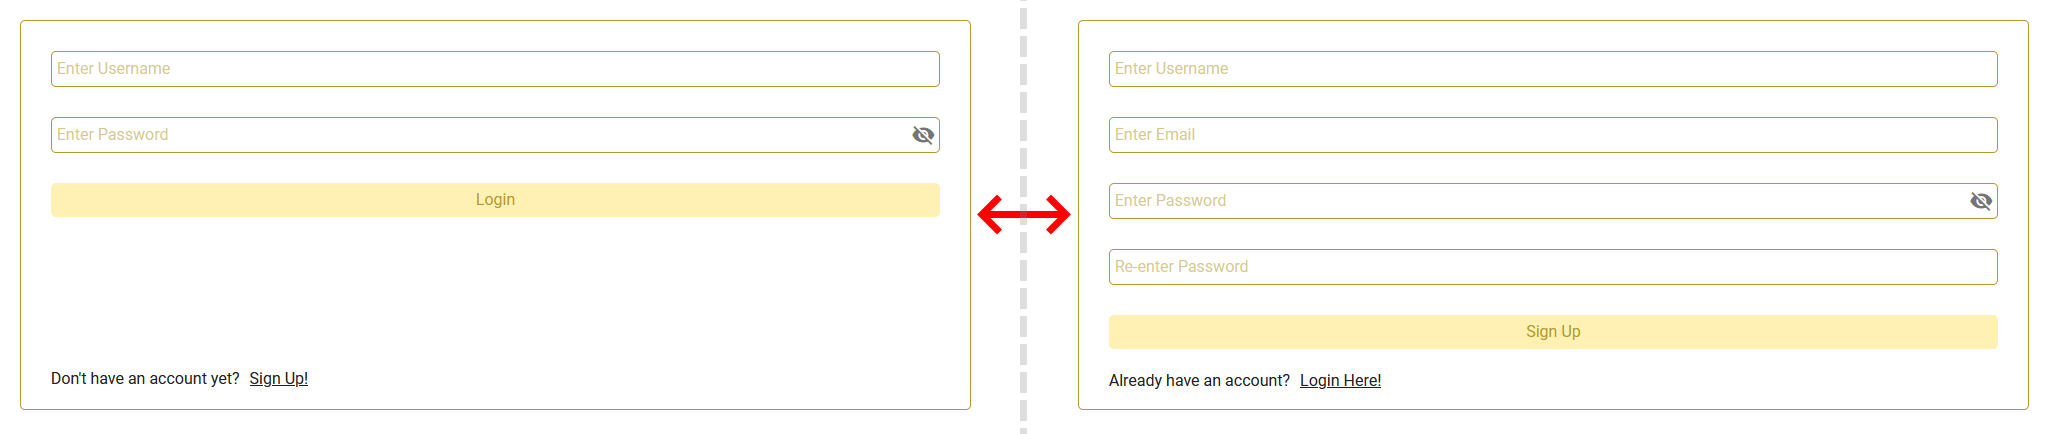 Enter Username
Enter Password
Login
Don't have an account yet? Sign Up!
Enter Username
Enter Email
Enter Password
Re-enter Password
Sign Up
Already have an account? Login Here!